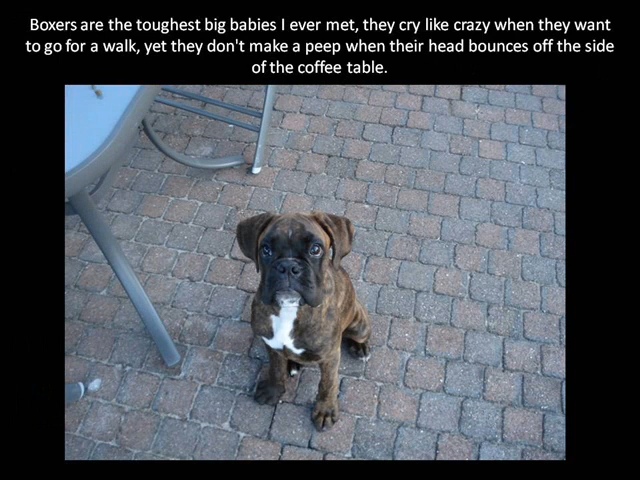 Boxers are the toughest big babies I ever met, they cry like crazy when they want
to go for a walk, yet they don't make a peep when their head bounces off the side
of the coffee table.